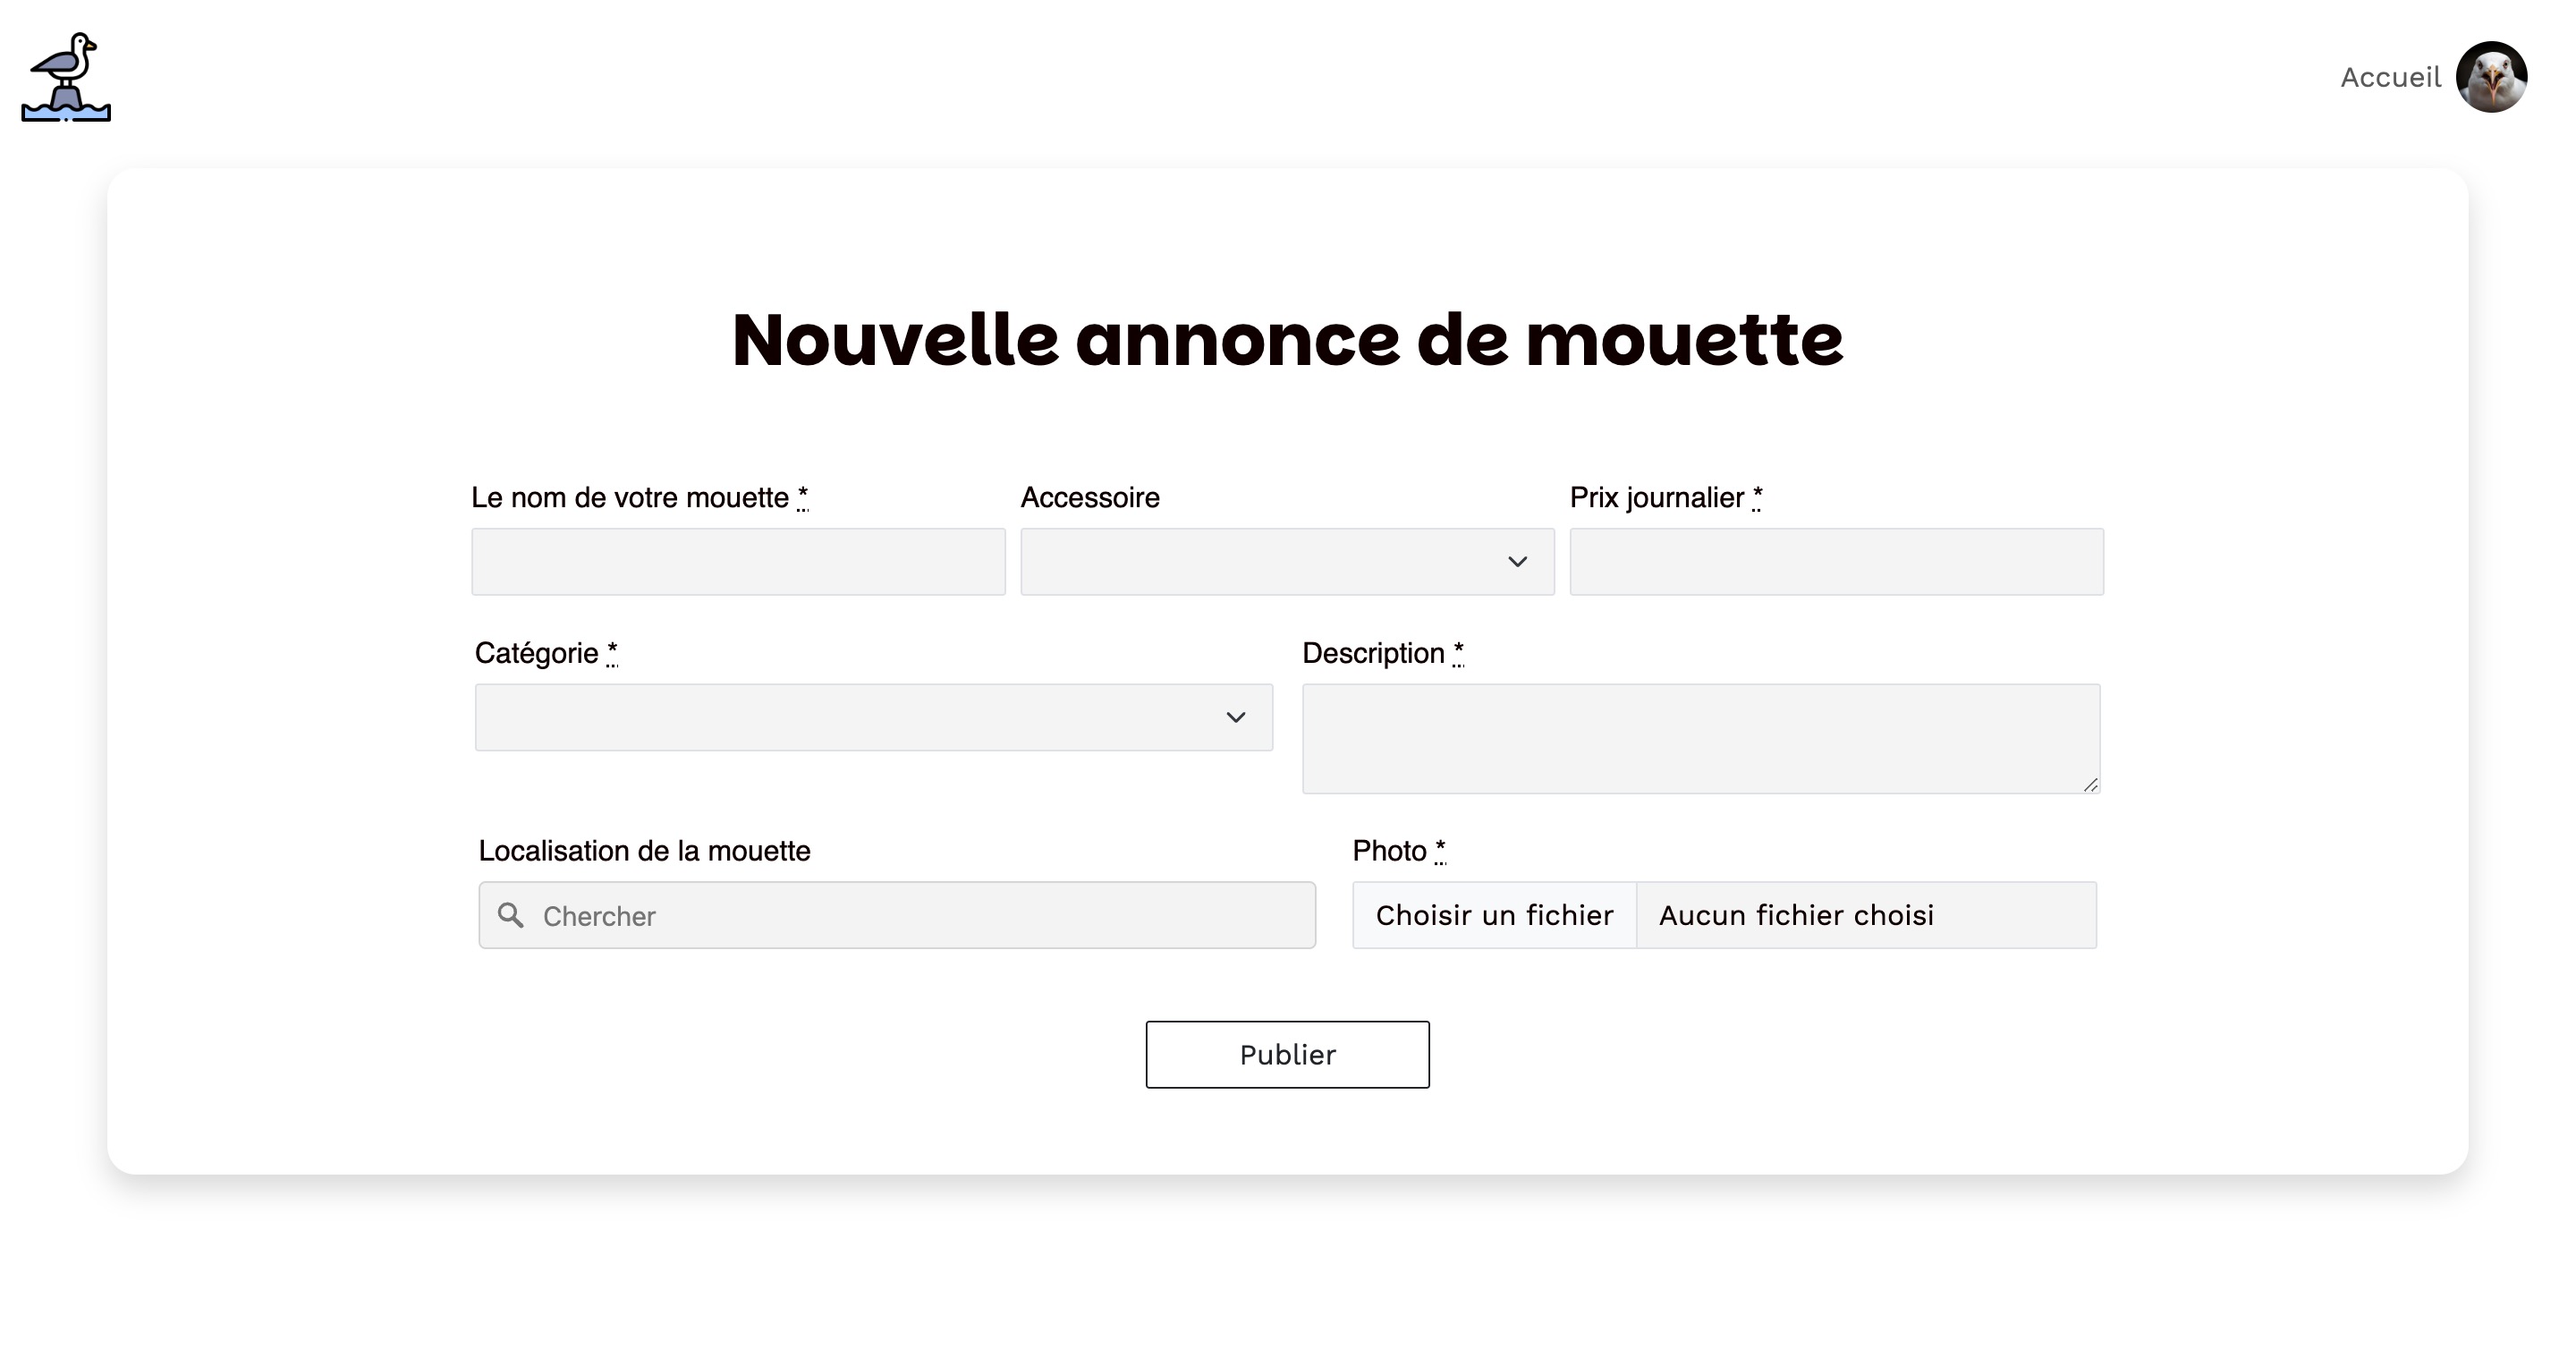 Accueil
Nouvelle annonce de mouette
Le nom de votre mouette *
Accessoire
Prix journalier *
Catégorie *
Description *
Localisation de la mouette
Photo *
Chercher
Choisir un fichier
Aucun fichier choisi
Publier